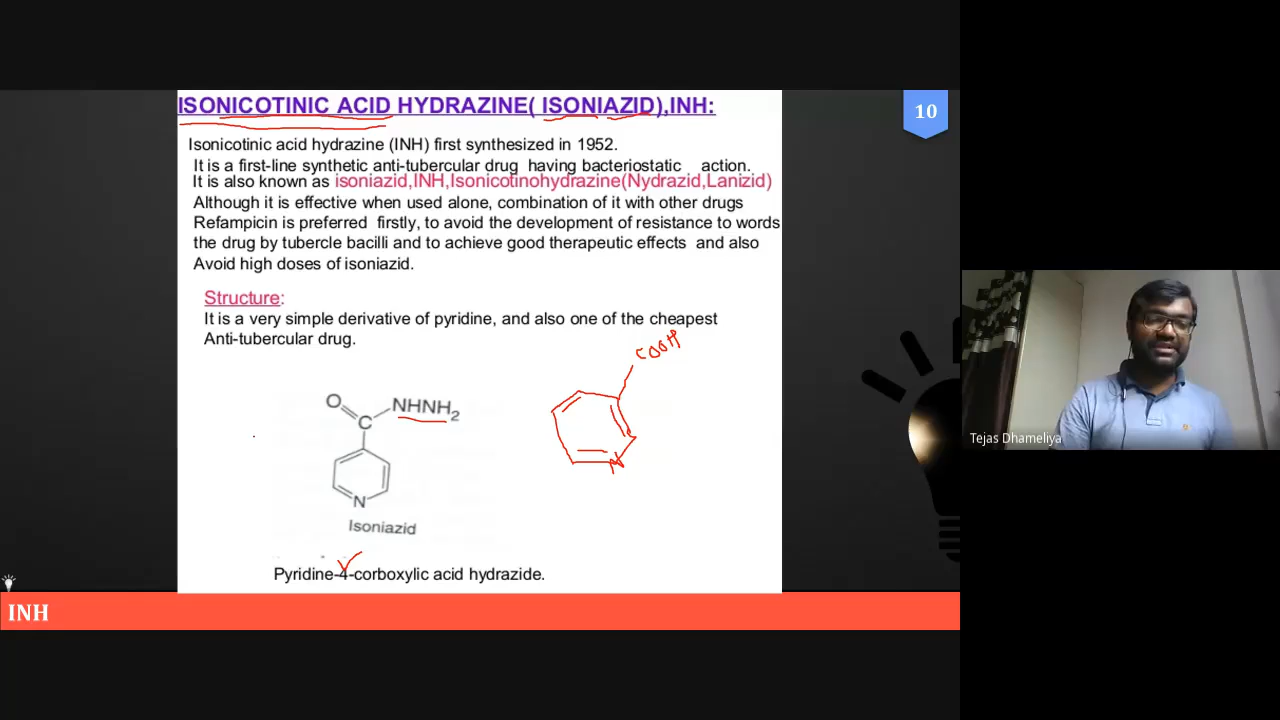 ISONICOTINIC ACID HYDRAZINE( ISONIAZID),INH:
10
Isonicotinic acid hydrazine (INH) first synthesized in 1952.
It is a first-line synthetic anti-tubercular drug having bacteriostatic action.
It is also known as isoniazid,INH,Isonicotinohydrazine(Nydrazid,Lanizid)
Although it is effective when used alone, combination of it with other drugs
Refampicin is preferred firstly, to avoid the development of resistance to words
the drug by tubercle bacilli and to achieve good therapeutic effects and also
Avoid high doses of isoniazid.
Structure:
It is a very simple derivative of pyridine, and also one of the cheapest
Anti-tubercular drug.
COOH
O
NHNH2
C
N
N
Isoniazid
Pyridine-4-corboxylic acid hydrazide.
Tejas Dhameliya
INH